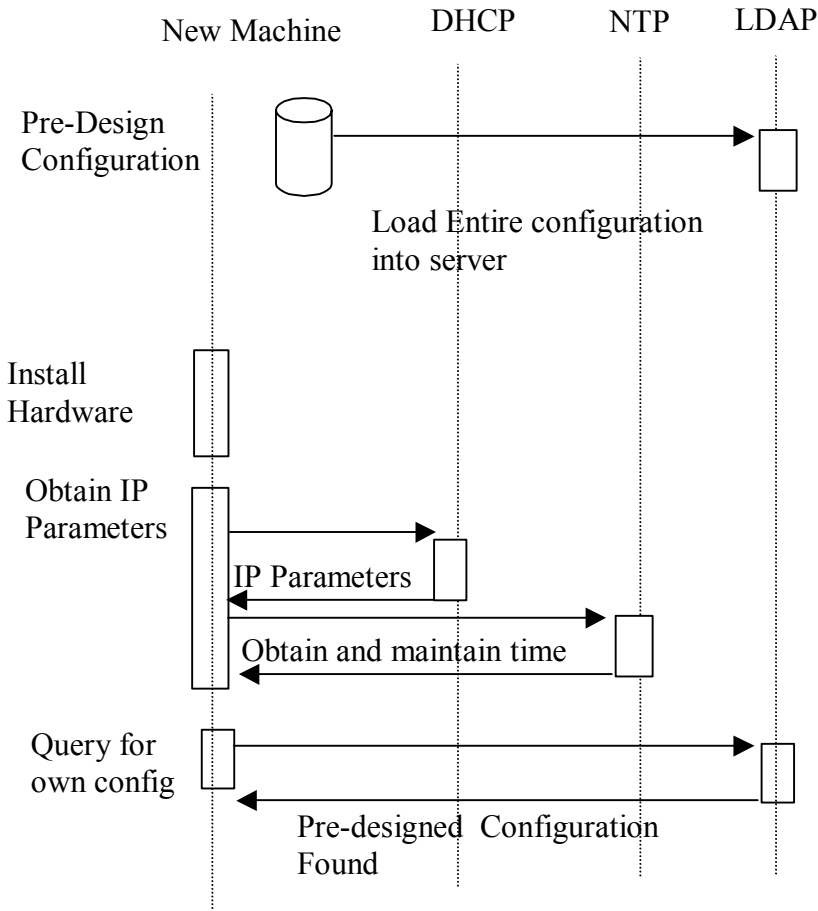 New Machine
DHCP
NTP
LDAP
Pre-Design
Configuration
Load Entire configuration
into server
Install
Hardware
Obtain IP
Parameters
IP Parameters
Obtain and maintain time
Query for
own config
Pre-designed Configuration
Found